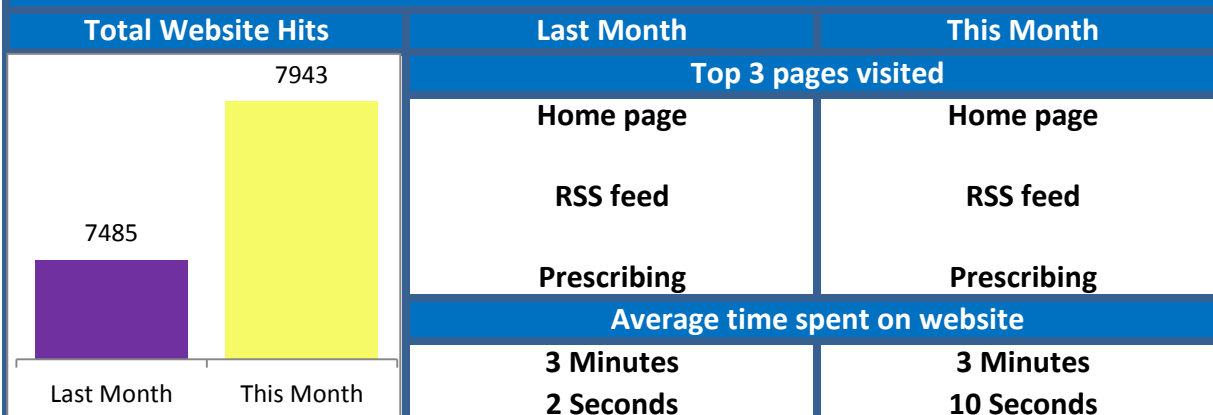 Total Website Hits
Last Month
This Month
7943
7485
Last Month
This Month
Top 3 pages visited
Home page
Home page
RSS feed
RSS feed
Prescribing
Prescribing
Average time spent on website
3 Minutes
3 Minutes
2 Seconds
10 Seconds